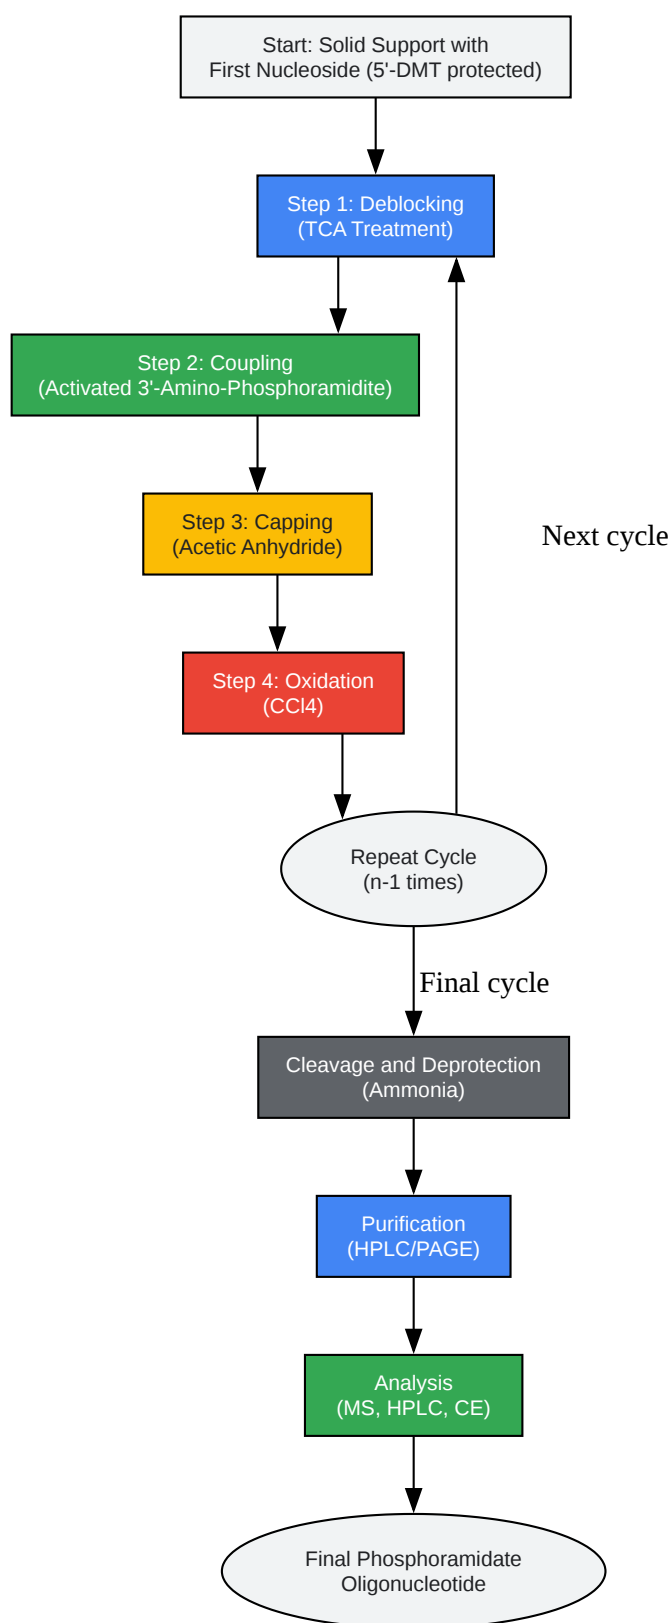 Start: Solid Support with
First Nucleoside (5'-DMT protected)
Step 1: Deblocking
(TCA Treatment)
Step 2: Coupling
(Activated 3'-Amino-Phosphoramidite)
Step 3: Capping
(Acetic Anhydride)
Next cycle
Step 4: Oxidation
(CCl4)
Repeat Cycle
(n-1 times)
Final cycle
Cleavage and Deprotection
(Ammonia)
Purification
(HPLC/PAGE)
Analysis
(MS, HPLC, CE)
Final Phosphoramidate
Oligonucleotide